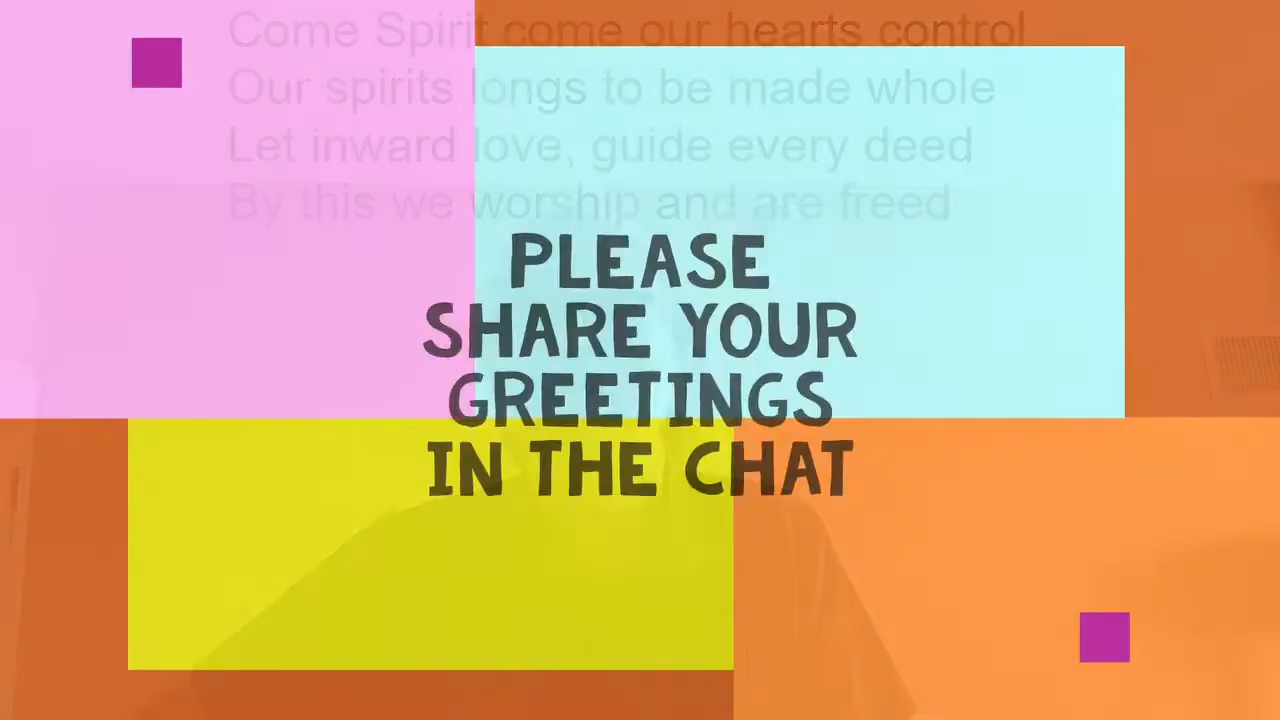 Come Spirit come our hearts control
Our spirits longs to be made whole
Let inward love, guide every deed
By this we worship and are freed
PLEASE
SHARE YOUR
GREETINGS
IN THE CHAT